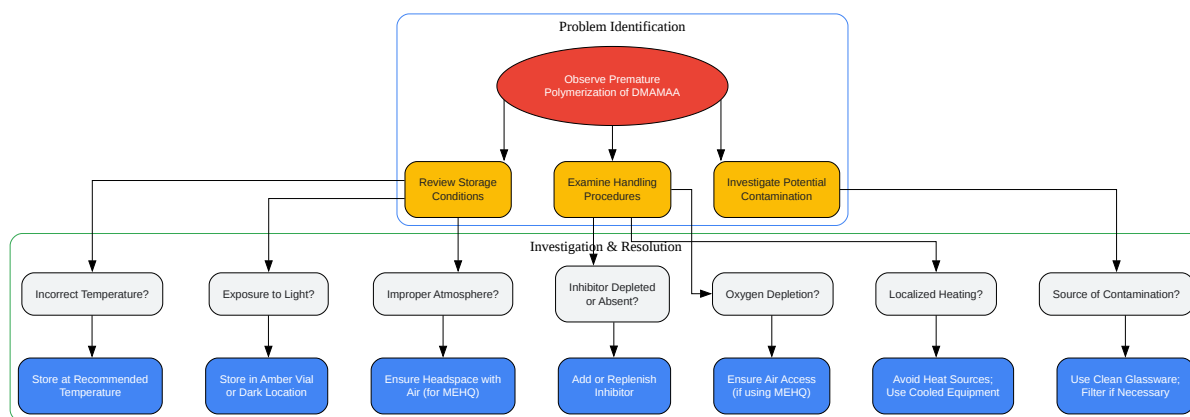 Problem Identification
Observe Premature
Polymerization of DMAMAA
Review Storage
Conditions
Examine Handling
Procedures
Investigate Potential
Contamination
Investigation & Resolution
Incorrect Temperature?
Exposure to Light?
Improper Atmosphere?
Inhibitor Depleted
or Absent?
Oxygen Depletion?
Localized Heating?
Source of Contamination?
Store at Recommended
Temperature
Store in Amber Vial
or Dark Location
Ensure Headspace with
Air (for MEHQ)
Add or Replenish
Inhibitor
Ensure Air Access
(if using MEHQ)
Avoid Heat Sources;
Use Cooled Equipment
Use Clean Glassware;
Filter if Necessary